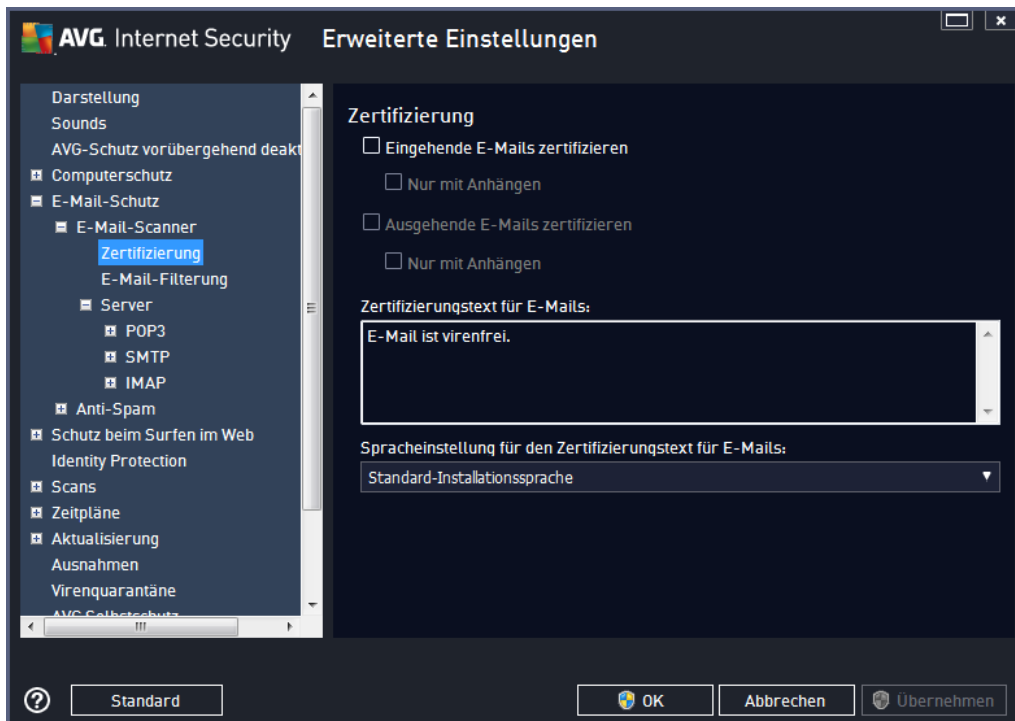 AVG. Internet Security Erweiterte Einstellungen
Darstellung
Sounds
AVG-Schutz vorübergehend deakt
Computerschutz
E-Mail-Schutz
E-Mail-Scanner
Zertifizierung
E-Mail-Filterung
Server
POP3
SMTP
IMAP
Anti-Spam
Schutz beim Surfen im Web
Identity Protection
Scans
Zeitpläne
Aktualisierung
Ausnahmen
Virenquarantäne
AVG Selbstschutz
Zertifizierung
Eingehende E-Mails zertifizieren
Nur mit Anhängen
Ausgehende E-Mails zertifizieren
Nur mit Anhängen
Zertifizierungstext für E-Mails:
E-Mail ist virenfrei.
Spracheinstellung für den Zertifizierungstext für E-Mails:
Standard-Installationssprache
Standard
OK
Abbrechen
Übernehmen